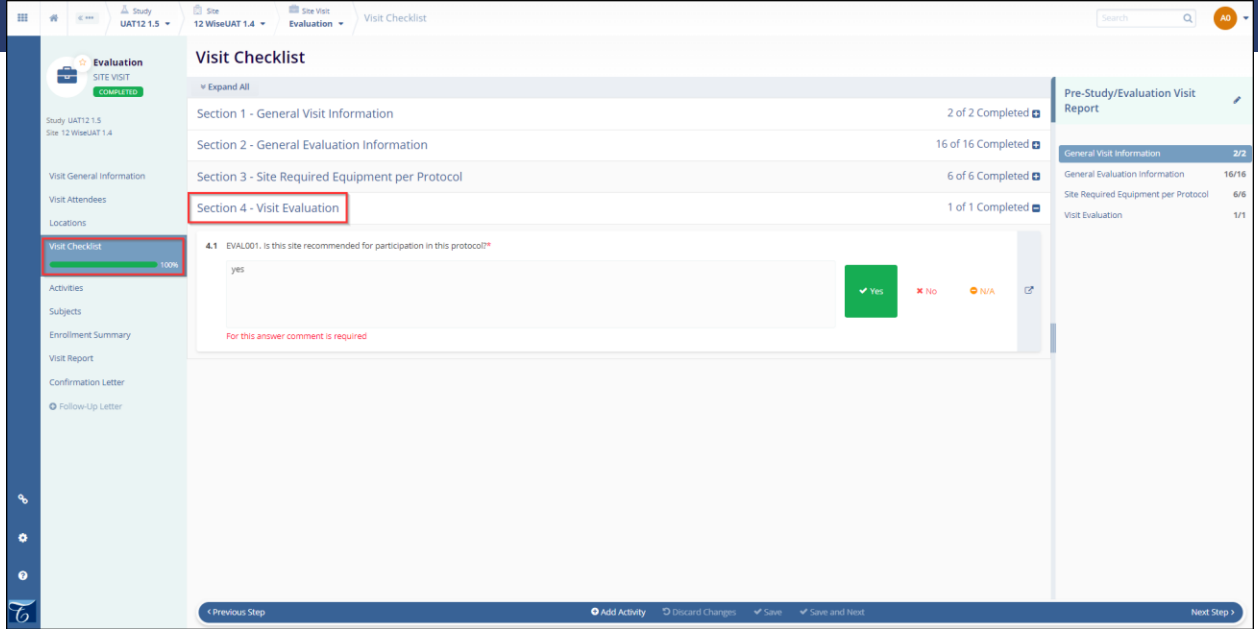 Study
UAT12 1.5
Site
12 WiseUAT 1.4
Site Visit
Evaluation
Visit Checklist
Search
A0
Evaluation
SITE VISIT
COMPLETED
Study UAT12 1.5
Site 12 WiseUAT 1.4
Visit General Information
Visit Attendees
Locations
Visit Checklist
100%
Activities
Subjects
Enrollment Summary
Visit Report
Confirmation Letter
Follow-Up Letter
Visit Checklist
Expand All
Section 1 - General Visit Information
2 of 2 Completed
Section 2 - General Evaluation Information
16 of 16 Completed
Section 3 - Site Required Equipment per Protocol
6 of 6 Completed
Section 4 - Visit Evaluation
1 of 1 Completed
4.1 EVAL001. Is this site recommended for participation in this protocol?*
yes
Yes
No
N/A
For this answer comment is required
Pre-Study/Evaluation Visit
Report
General Visit Information 2/2
General Evaluation Information 16/16
Site Required Equipment per Protocol 6/6
Visit Evaluation 1/1
Previous Step
Add Activity
Discard Changes
Save
Save and Next
Next Step